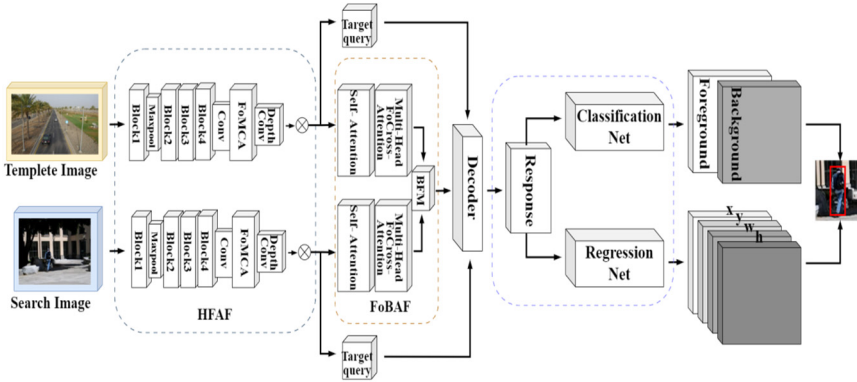 Target
query
Templete Image
Block1
Maxpool
Block2
Block3
Block4
Conv
FoMCA
Depth
Conv
Self- Attention
Multi-Head
FoCross-
Attention
BFM
Search Image
Block1
Maxpool
Block2
Block3
Block4
Conv
FoMCA
Depth
Conv
HFAF
Self- Attention
Multi-Head
FoCross-
Attention
FoBAF
Target
query
Decoder
Response
Classification
Net
Regression
Net
Foreground
Background
x
y
w
h